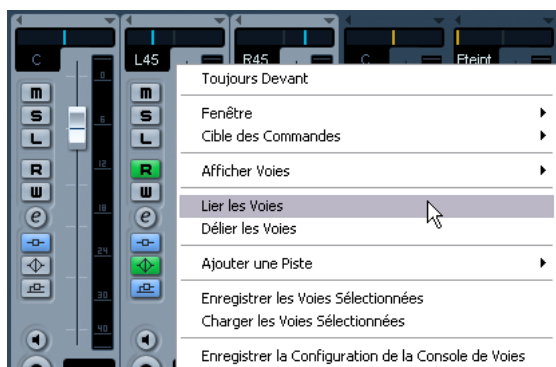 C L45 R45 C Eteint
Toujours Devant
Fenêtre
Cible des Commandes
Afficher Voies
Lier les Voies
Délier les Voies
Ajouter une Piste
Enregistrer les Voies Sélectionnées
Charger les Voies Sélectionnées
Enregistrer la Configuration de la Console de Voies
m m
S S
L L
R R
W W
e e
0
6
12
18
24
30
40